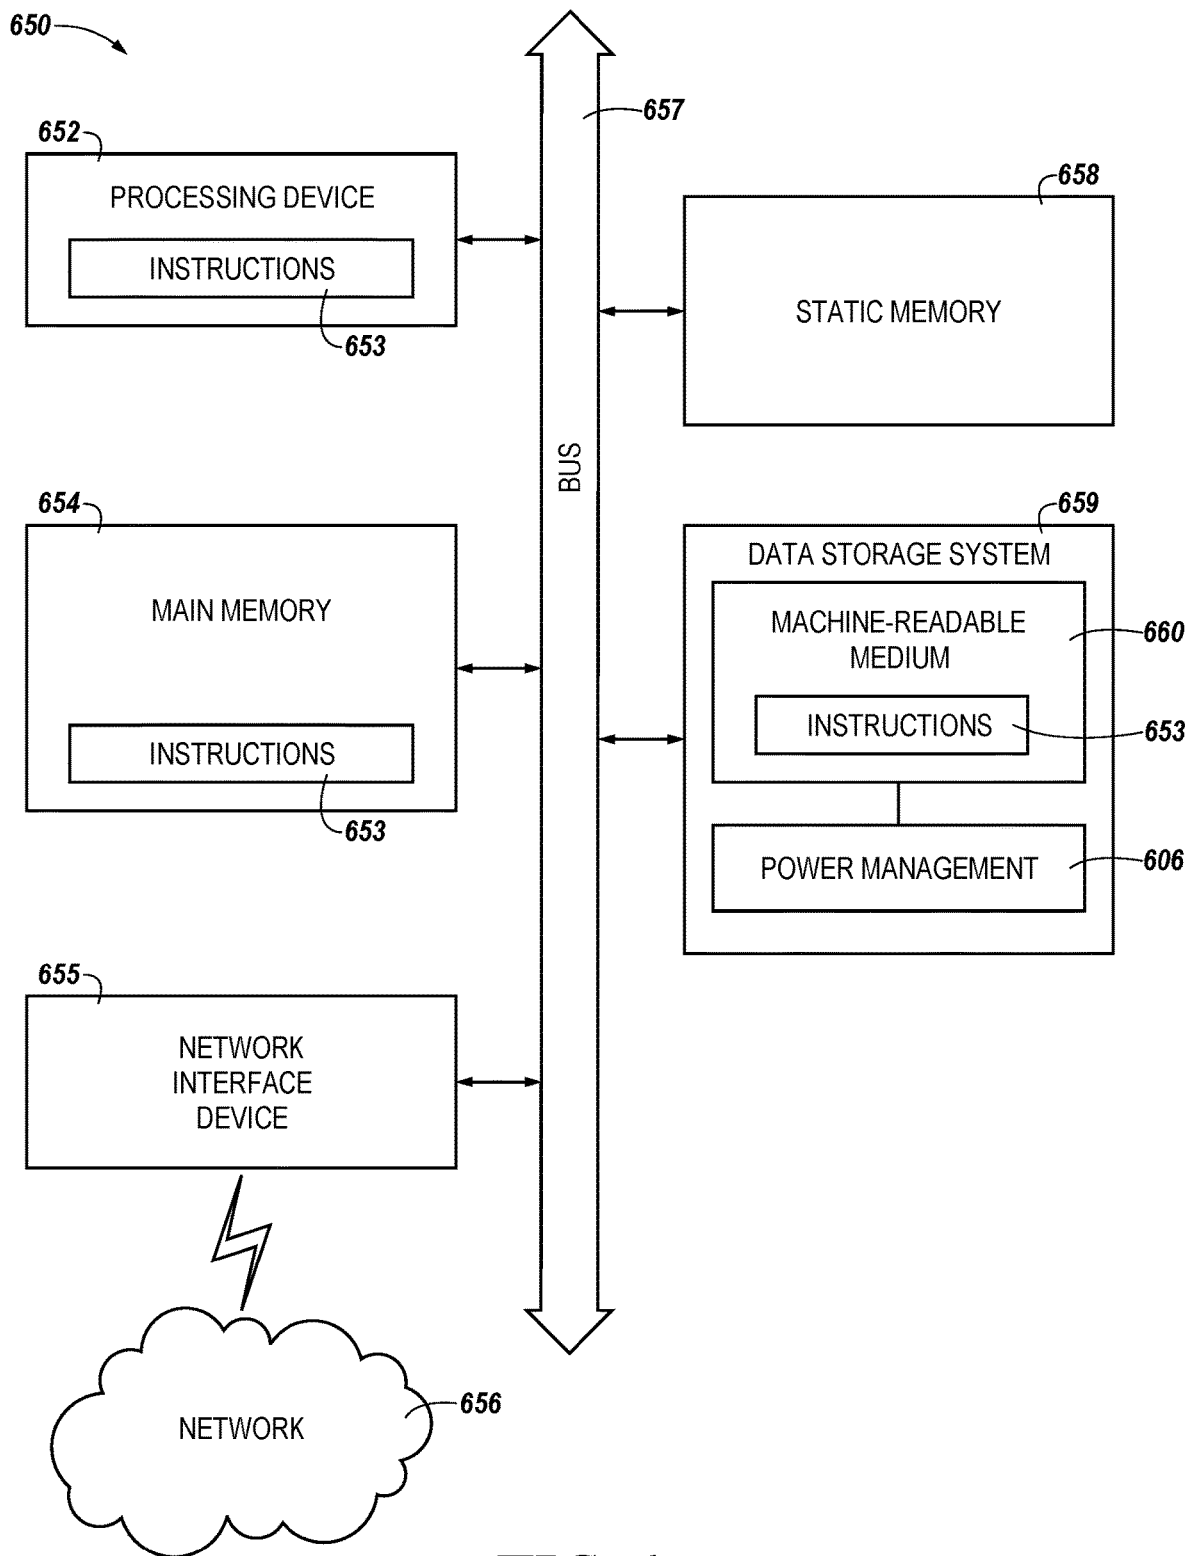 650
657
652
PROCESSING DEVICE
INSTRUCTIONS
653
658
STATIC MEMORY
BUS
654
MAIN MEMORY
INSTRUCTIONS
653
659
DATA STORAGE SYSTEM
MACHINE-READABLE
MEDIUM
660
INSTRUCTIONS
653
POWER MANAGEMENT
606
655
NETWORK
INTERFACE
DEVICE
NETWORK
656